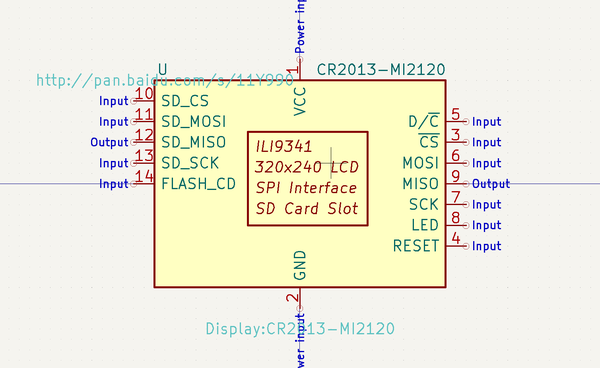 Power in
1
U
CR2013-MI2120
http://pan.baidu.com/s/11Y990
VCC
Input 10 SD_CS
Input 11 SD_MOSI
Output 12 SD_MISO
Input 13 SD_SCK
Input 14 FLASH_CD
ILI9341
320x240 LCD
SPI Interface
SD Card Slot
D/C 5 Input
CS 3 Input
MOSI 6 Input
MISO 9 Output
SCK 7 Input
LED 8 Input
RESET 4 Input
GND
2
Display:CR2013-MI2120
wer input